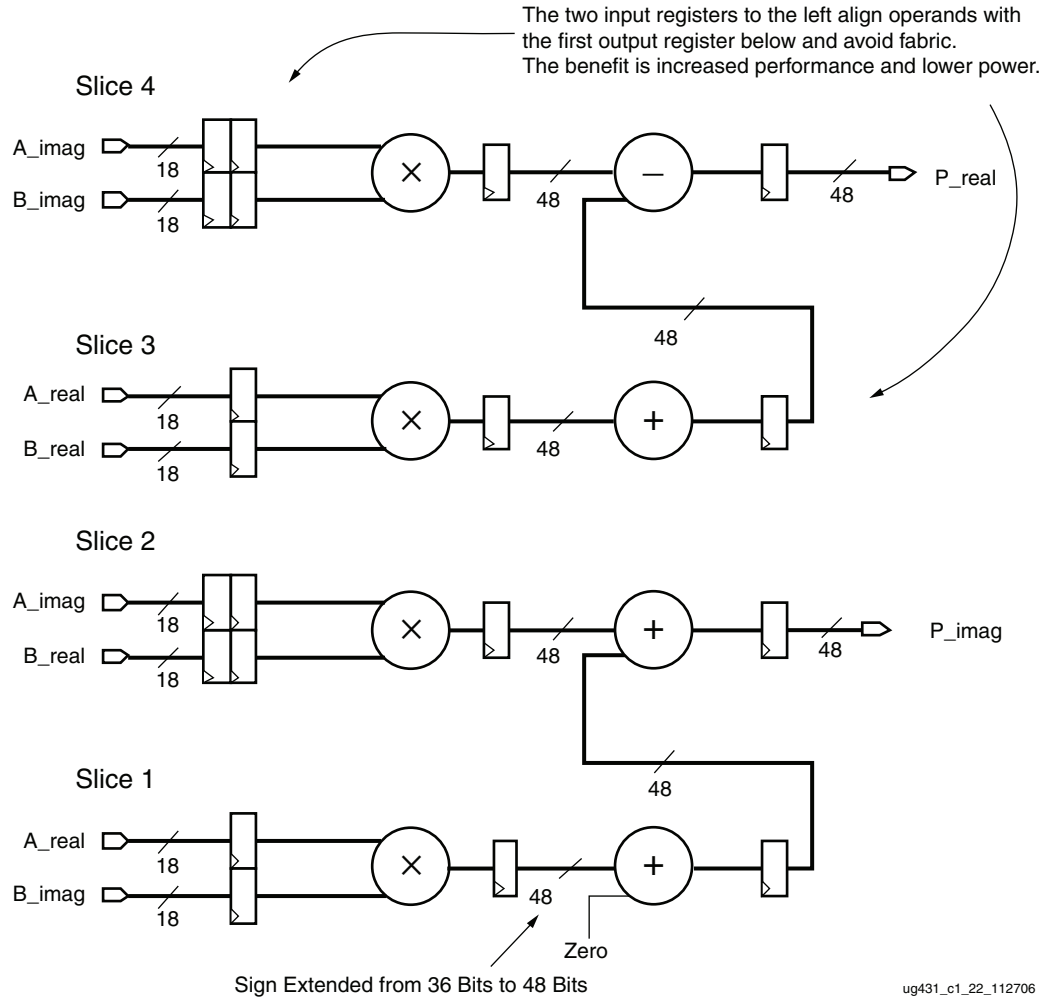 The two input registers to the left align operands with
the first output register below and avoid fabric.
The benefit is increased performance and lower power.
Slice 4
A_imag
18
B_imag
18
×
48
–
48
P_real
48
Slice 3
A_real
18
B_real
18
×
48
+
Slice 2
A_imag
18
B_real
18
×
48
+
48
P_imag
48
Slice 1
A_real
18
B_imag
18
×
48
+
Zero
Sign Extended from 36 Bits to 48 Bits
ug431_c1_22_112706